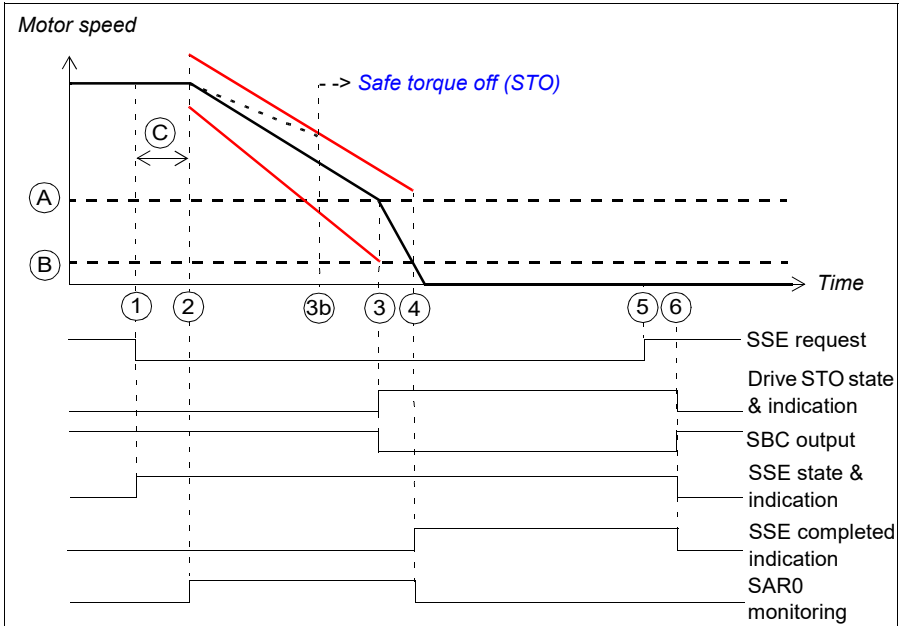 Motor speed
--> Safe torque off (STO)
C
A
B
Time
1 2 3b 3 4 5 6
SSE request
Drive STO state
& indication
SBC output
SSE state &
indication
SSE completed
indication
SAR0
monitoring